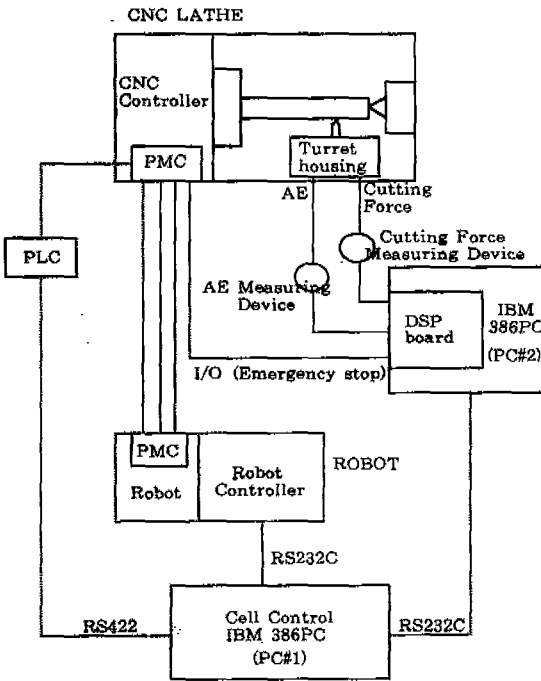 CNC LATHE
CNC
Controller
PMC
Turret
housing
AE
Cutting
Force
PLC
Cutting Force
Measuring Device
AE Measuring
Device
DSP
board
IBM
386PC
(PC#2)
I/O (Emergency stop)
PMC
Robot
Robot
Controller
ROBOT
RS232C
RS422
Cell Control
IBM 386PC
(PC#1)
RS232C